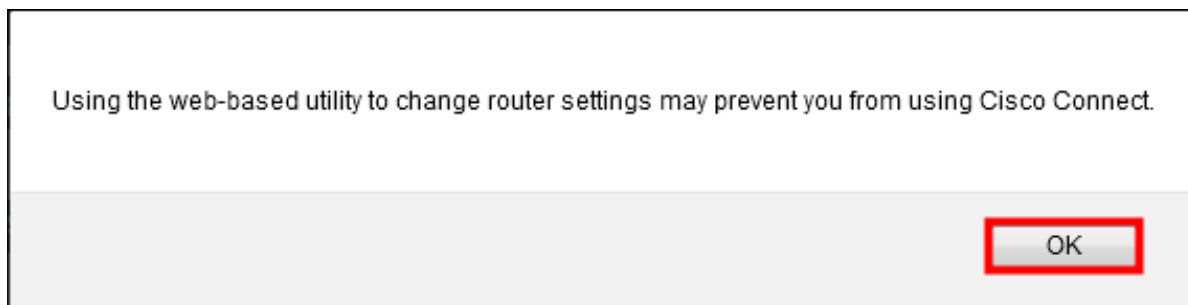 Using the web-based utility to change router settings may prevent you from using Cisco Connect.
OK